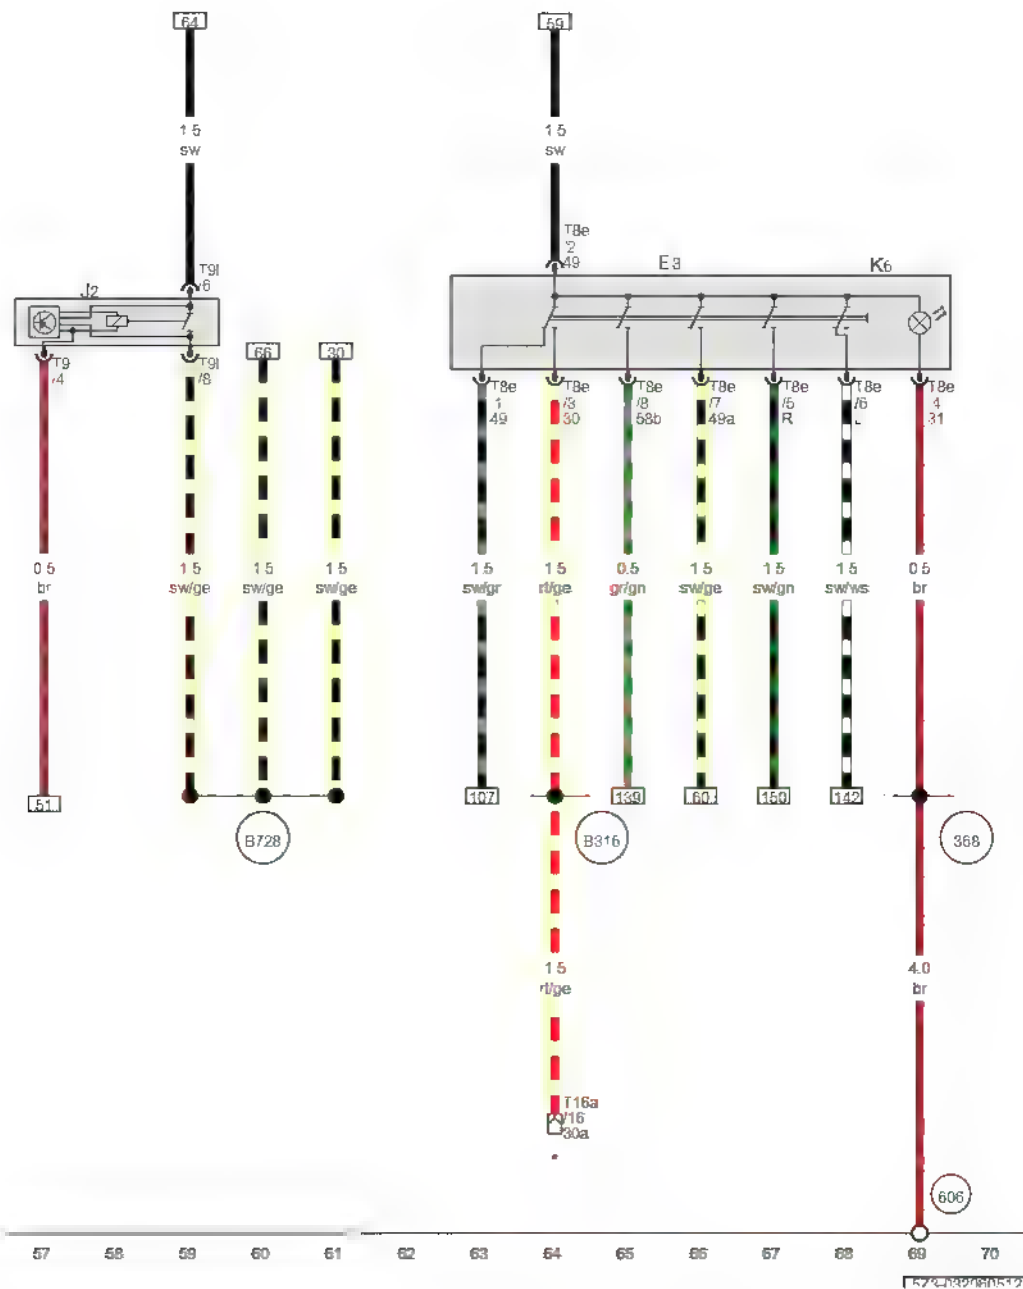 64
59
1.5
sw
1.5
sw
T8e
/2
49
T9l
/6
E3
K6
J2
T9
/4
T9l
/8
66
30
T8e
1
49
T8e
/3
30
T8e
/8
58b
T8e
/7
49a
T8e
/5
R
T8e
/6
L
T8e
4
31
0.5
br
1.5
sw/ge
1.5
sw/ge
1.5
sw/ge
1.5
sw/gr
1.5
rt/ge
0.5
gr/gn
1.5
sw/ge
1.5
sw/gn
1.5
sw/ws
0.5
br
51
107
139
60
150
142
B728
B316
368
1.5
rt/ge
4.0
br
T16a
/16
30a
606
57 58 59 60 61 62 63 64 65 66 67 68 69 70